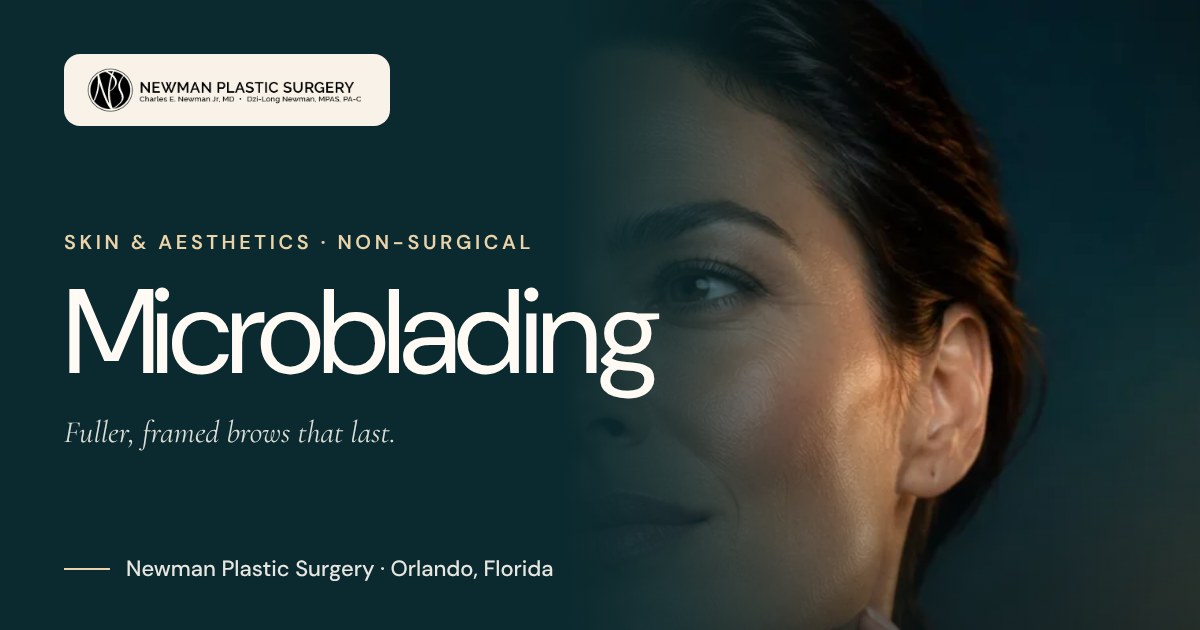 NPS
NEWMAN PLASTIC SURGERY
Charles E. Newman Jr, MD • Dzi-Long Newman, MPAS, PA-C
SKIN & AESTHETICS · NON-SURGICAL
Microblading
Fuller, framed brows that last.
Newman Plastic Surgery · Orlando, Florida